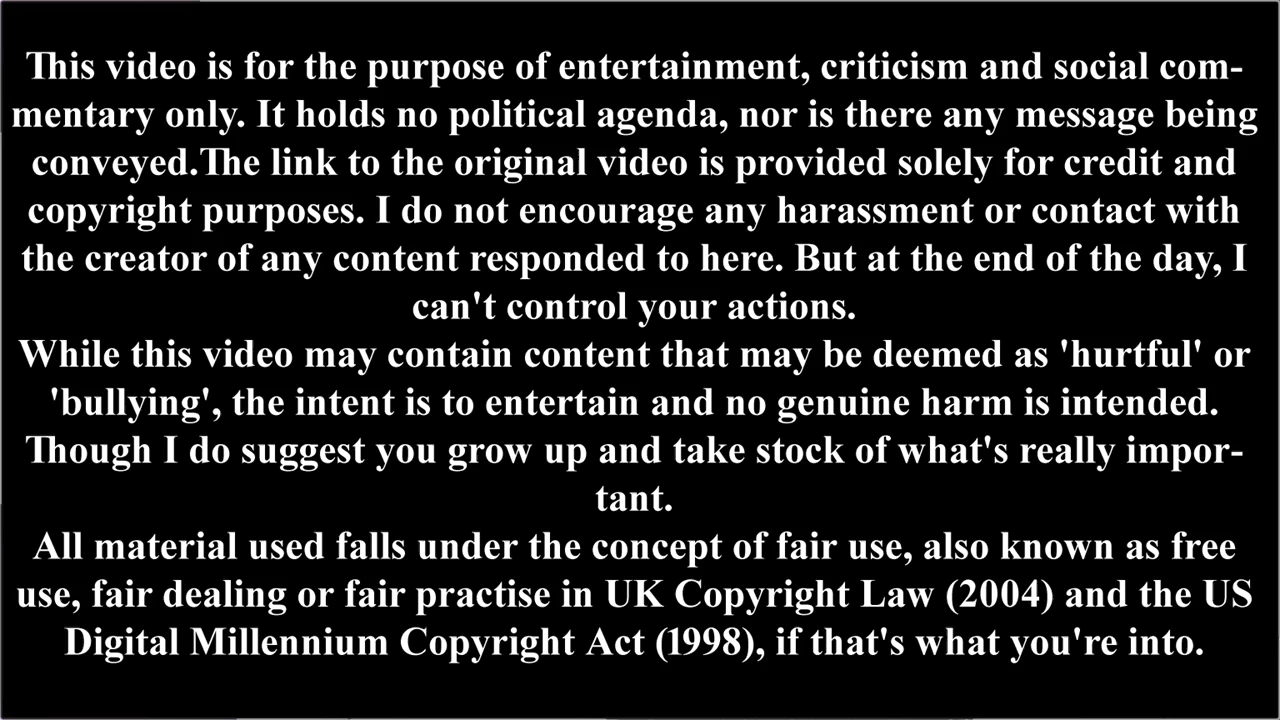 This video is for the purpose of entertainment, criticism and social com-
mentary only. It holds no political agenda, nor is there any message being
conveyed.The link to the original video is provided solely for credit and
copyright purposes. I do not encourage any harassment or contact with
the creator of any content responded to here. But at the end of the day, I
can't control your actions.
While this video may contain content that may be deemed as 'hurtful' or
'bullying', the intent is to entertain and no genuine harm is intended.
Though I do suggest you grow up and take stock of what's really impor-
tant.
All material used falls under the concept of fair use, also known as free
use, fair dealing or fair practise in UK Copyright Law (2004) and the US
Digital Millennium Copyright Act (1998), if that's what you're into.